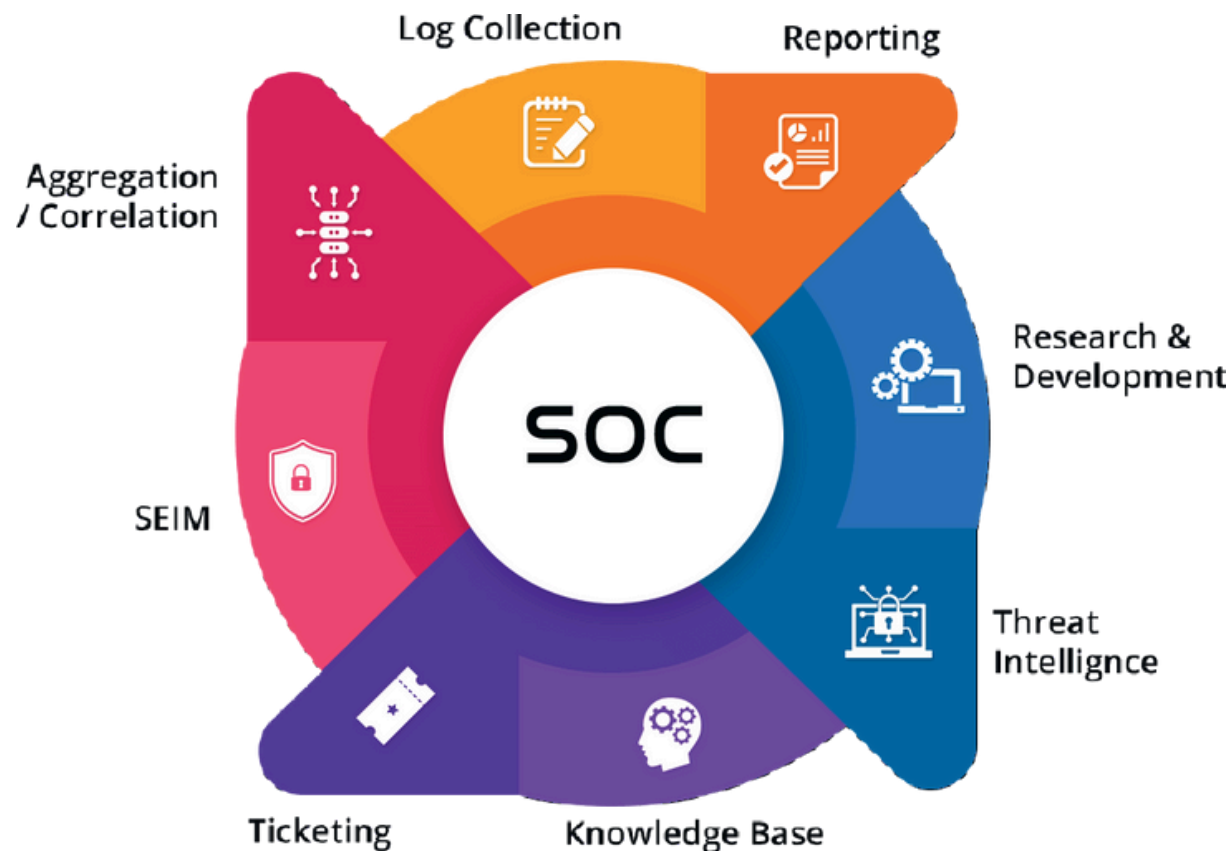 Log Collection
Reporting
Aggregation
/ Correlation
Research &
Development
SOC
SEIM
Threat
Intellignce
Ticketing
Knowledge Base